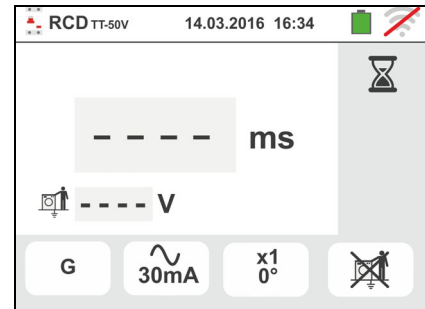 RCD TT-50V 14.03.2016 16:34
- - - - ms
- - - - V
G
30mA
x1
0°